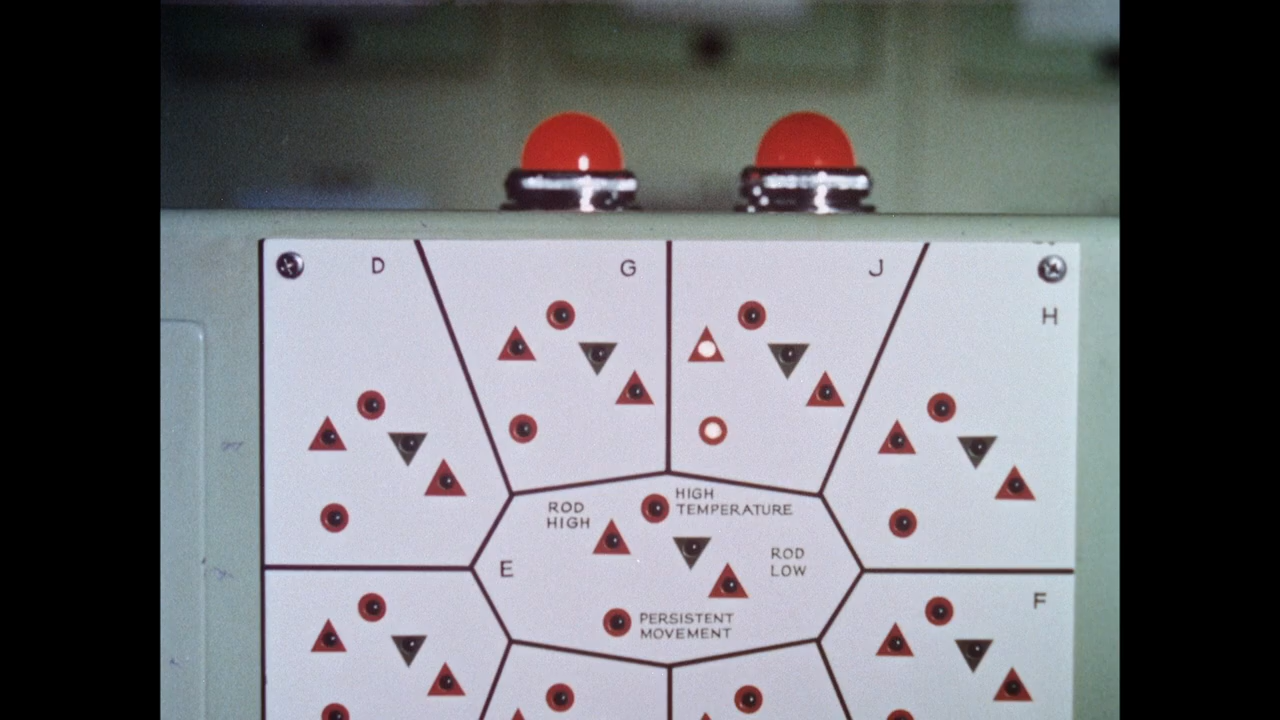 D
G
J
H
ROD
HIGH
HIGH
TEMPERATURE
ROD
LOW
E
PERSISTENT
MOVEMENT
F